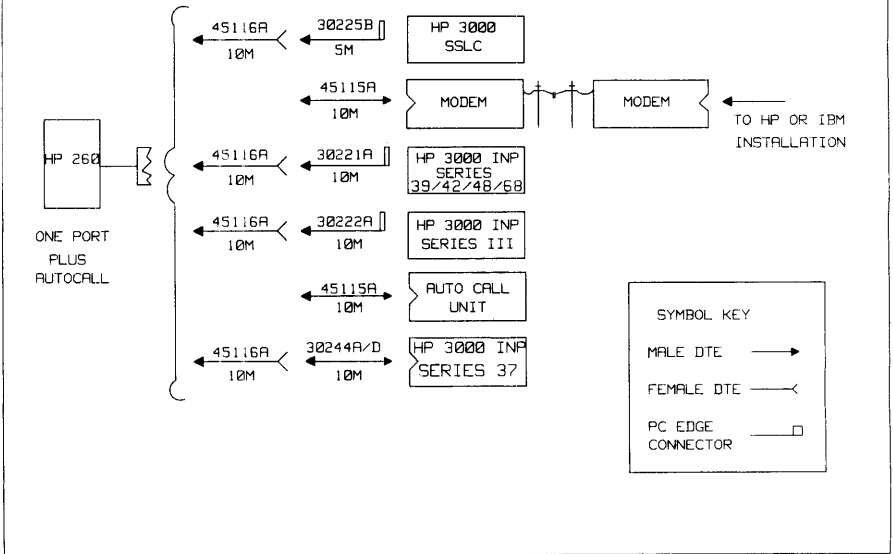 45116A
10M
30225B
5M
HP 3000
SSLC
45115A
10M
MODEM
MODEM
TO HP OR IBM
INSTALLATION
HP 260
ONE PORT
PLUS
AUTOCALL
45116A
10M
30221A
10M
HP 3000 INP
SERIES
39/42/48/68
45116A
10M
30222A
10M
HP 3000 INP
SERIES III
45115A
10M
AUTO CALL
UNIT
45116A
10M
30244A/D
10M
HP 3000 INP
SERIES 37
SYMBOL KEY
MALE DTE
FEMALE DTE
PC EDGE
CONNECTOR